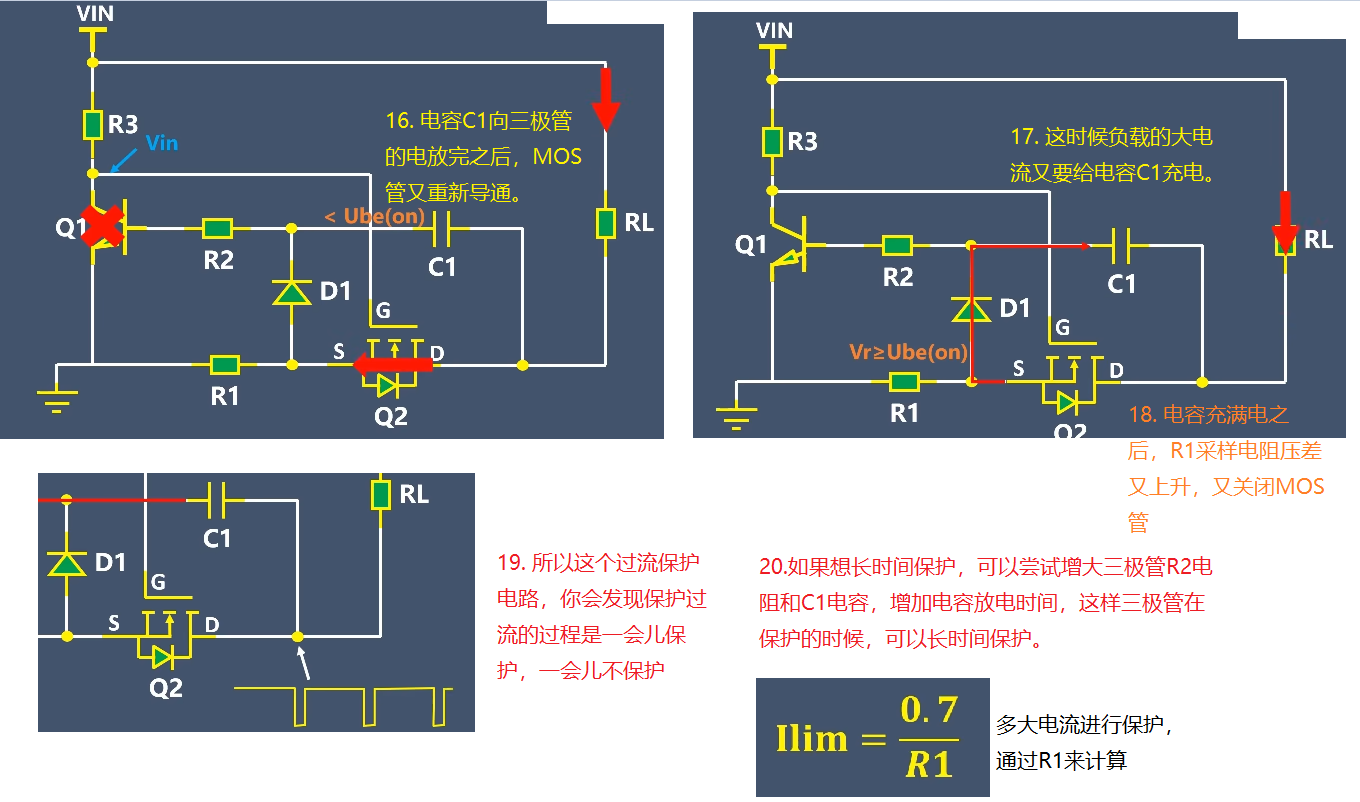 VIN
R3
Vin
16. 电容C1向三极管
的电放完之后，MOS
管又重新导通。
Q1
< Ube(on)
RL
R2
C1
D1
G
S
D
R1
Q2
VIN
R3
17. 这时候负载的大电
流又要给电容C1充电。
Q1
RL
R2
C1
D1
G
Vr≥Ube(on)
S
D
R1
Q2
18. 电容充满电之
后，R1采样电阻压差
又上升，又关闭MOS
管
RL
C1
D1
G
S
D
Q2
19. 所以这个过流保护
电路，你会发现保护过
流的过程是一会儿保
护，一会儿不保护
20.如果想长时间保护，可以尝试增大三极管R2电
阻和C1电容，增加电容放电时间，这样三极管在
保护的时候，可以长时间保护。
Ilim = 0.7 / R1
多大电流进行保护，
通过R1来计算